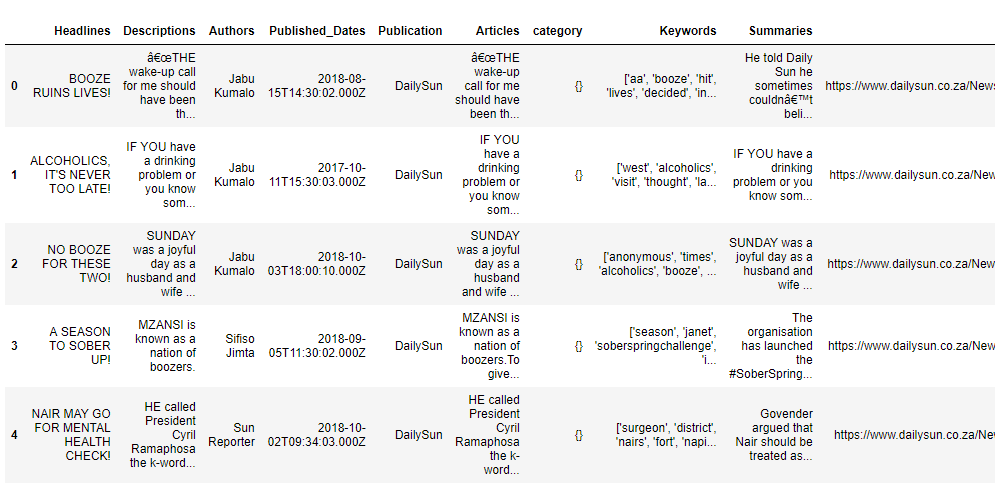 Headlines Descriptions Authors Published_Dates Publication Articles category Keywords Summaries
0
BOOZE
RUINS LIVES!
“THE
wake-up call
for me should
have been
th...
Jabu
Kumalo
2018-08-
15T14:30:02.000Z
DailySun
“THE
wake-up
call for me
should have
been th...
{}
['aa', 'booze', 'hit',
'lives', 'decided', 'in...
He told Daily
Sun he
sometimes
couldn’t
beli...
https://www.dailysun.co.za/News
1
ALCOHOLICS,
IT'S NEVER
TOO LATE!
IF YOU have
a drinking
problem or
you know
som...
Jabu
Kumalo
2017-10-
11T15:30:03.000Z
DailySun
IF YOU
have a
drinking
problem or
you know
som...
{}
['west', 'alcoholics',
'visit', 'thought', 'la...
IF YOU have a
drinking
problem or you
know som...
https://www.dailysun.co.za/New
2
NO BOOZE
FOR THESE
TWO!
SUNDAY
was a joyful
day as a
husband and
wife ...
Jabu
Kumalo
2018-10-
03T18:00:10.000Z
DailySun
SUNDAY
was a joyful
day as a
husband
and wife ...
{}
['anonymous', 'times',
'alcoholics', 'booze', ...
SUNDAY was a
joyful day as a
husband and
wife ...
https://www.dailysun.co.za/New
3
A SEASON
TO SOBER
UP!
MZANSI is
known as a
nation of
boozers.
Sifiso
Jimta
2018-09-
05T11:30:02.000Z
DailySun
MZANSI is
known as a
nation of
boozers.To
give...
{}
['season', 'janet',
'soberspringchallenge',
'i...
The
organisation
has launched
the
#SoberSpring...
https://www.dailysun.co.za/New
4
NAIR MAY GO
FOR MENTAL
HEALTH
CHECK!
HE called
President
Cyril
Ramaphosa
the k-word...
Sun
Reporter
2018-10-
02T09:34:03.000Z
DailySun
HE called
President
Cyril
Ramaphosa
the k-
word...
{}
['surgeon', 'district',
'nairs', 'fort', 'napi...
Govender
argued that
Nair should be
treated as...
https://www.dailysun.co.za/New